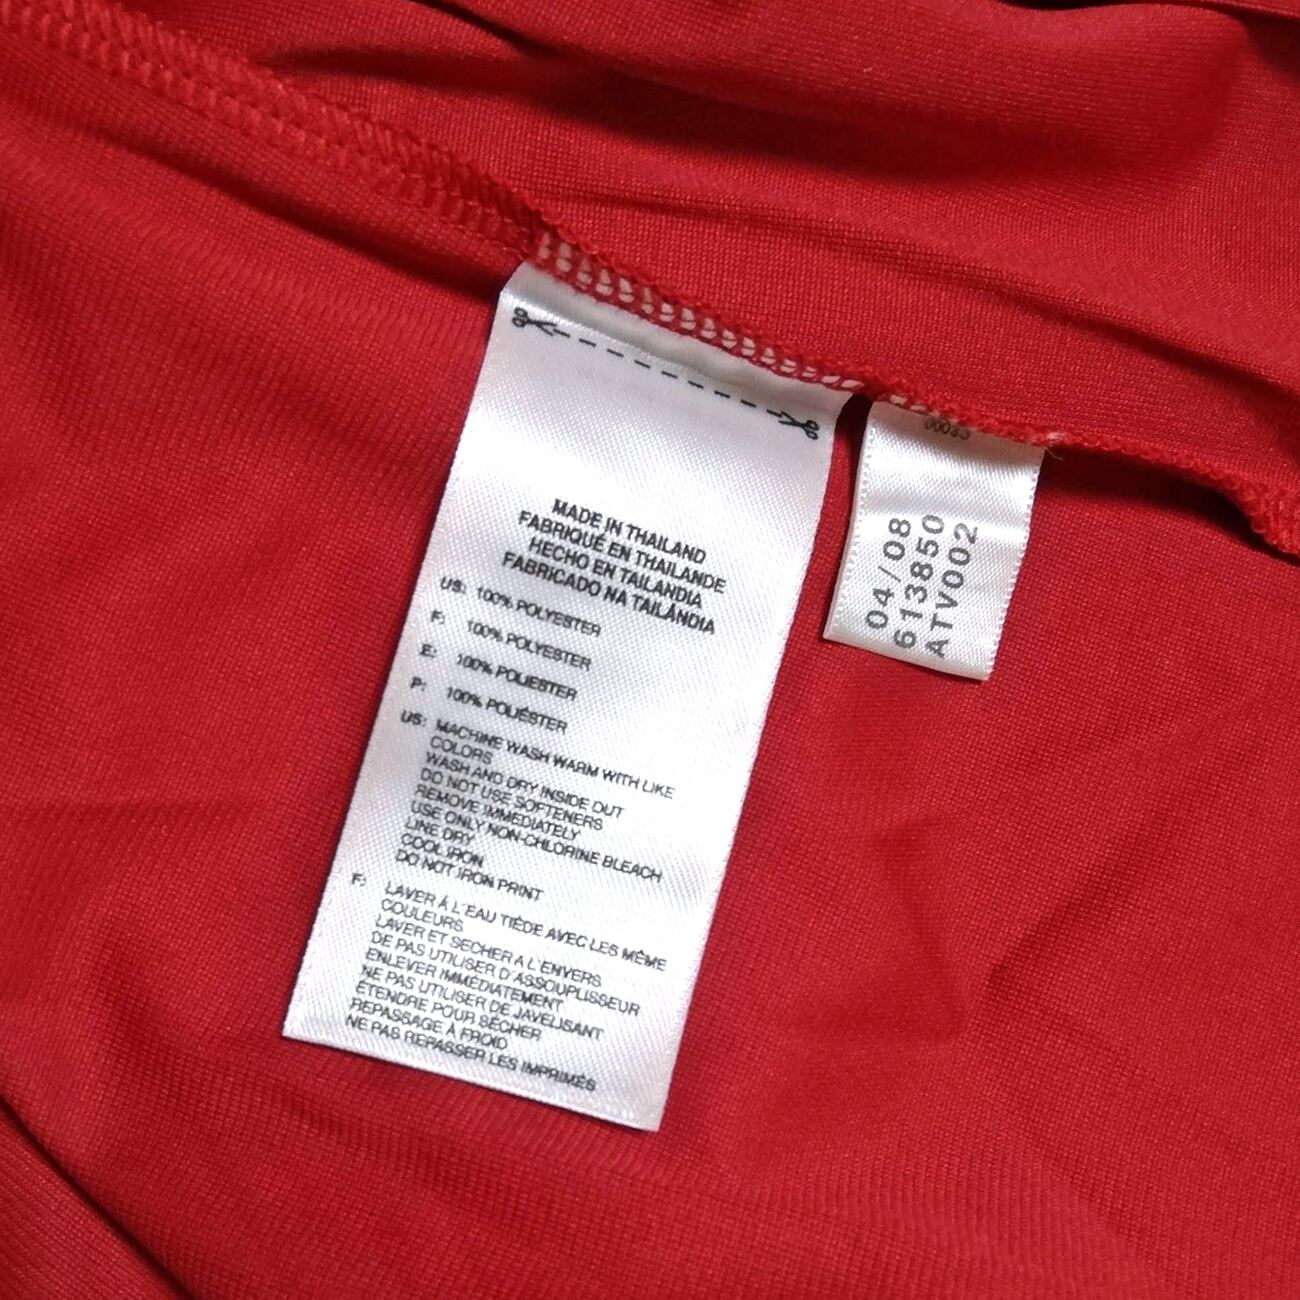 MADE IN THAILAND
FABRIQUÉ EN THAILANDE
HECHO EN TAILANDIA
FABRICADO NA TAILÂNDIA
US: 100% POLYESTER
F: 100% POLYESTER
E: 100% POLIESTER
P: 100% POLIÉSTER
US: MACHINE WASH WARM WITH LIKE
COLORS
WASH AND DRY INSIDE OUT
DO NOT USE SOFTENERS
REMOVE IMMEDIATELY
USE ONLY NON-CHLORINE BLEACH
LINE DRY
COOL IRON
DO NOT IRON PRINT
F: LAVER À L'EAU TIÈDE AVEC LES MÊME
COULEURS
LAVER ET SECHER A L'ENVERS
DE PAS UTILISER D'ASSOUPLISSEUR
ENLEVER IMMÉDIATEMENT
NE PAS UTILISER DE JAVELISANT
ÉTENDRE POUR SÉCHER
REPASSAGE À FROID
NE PAS REPASSER LES IMPRIMÉS
04/08
613850
ATV002